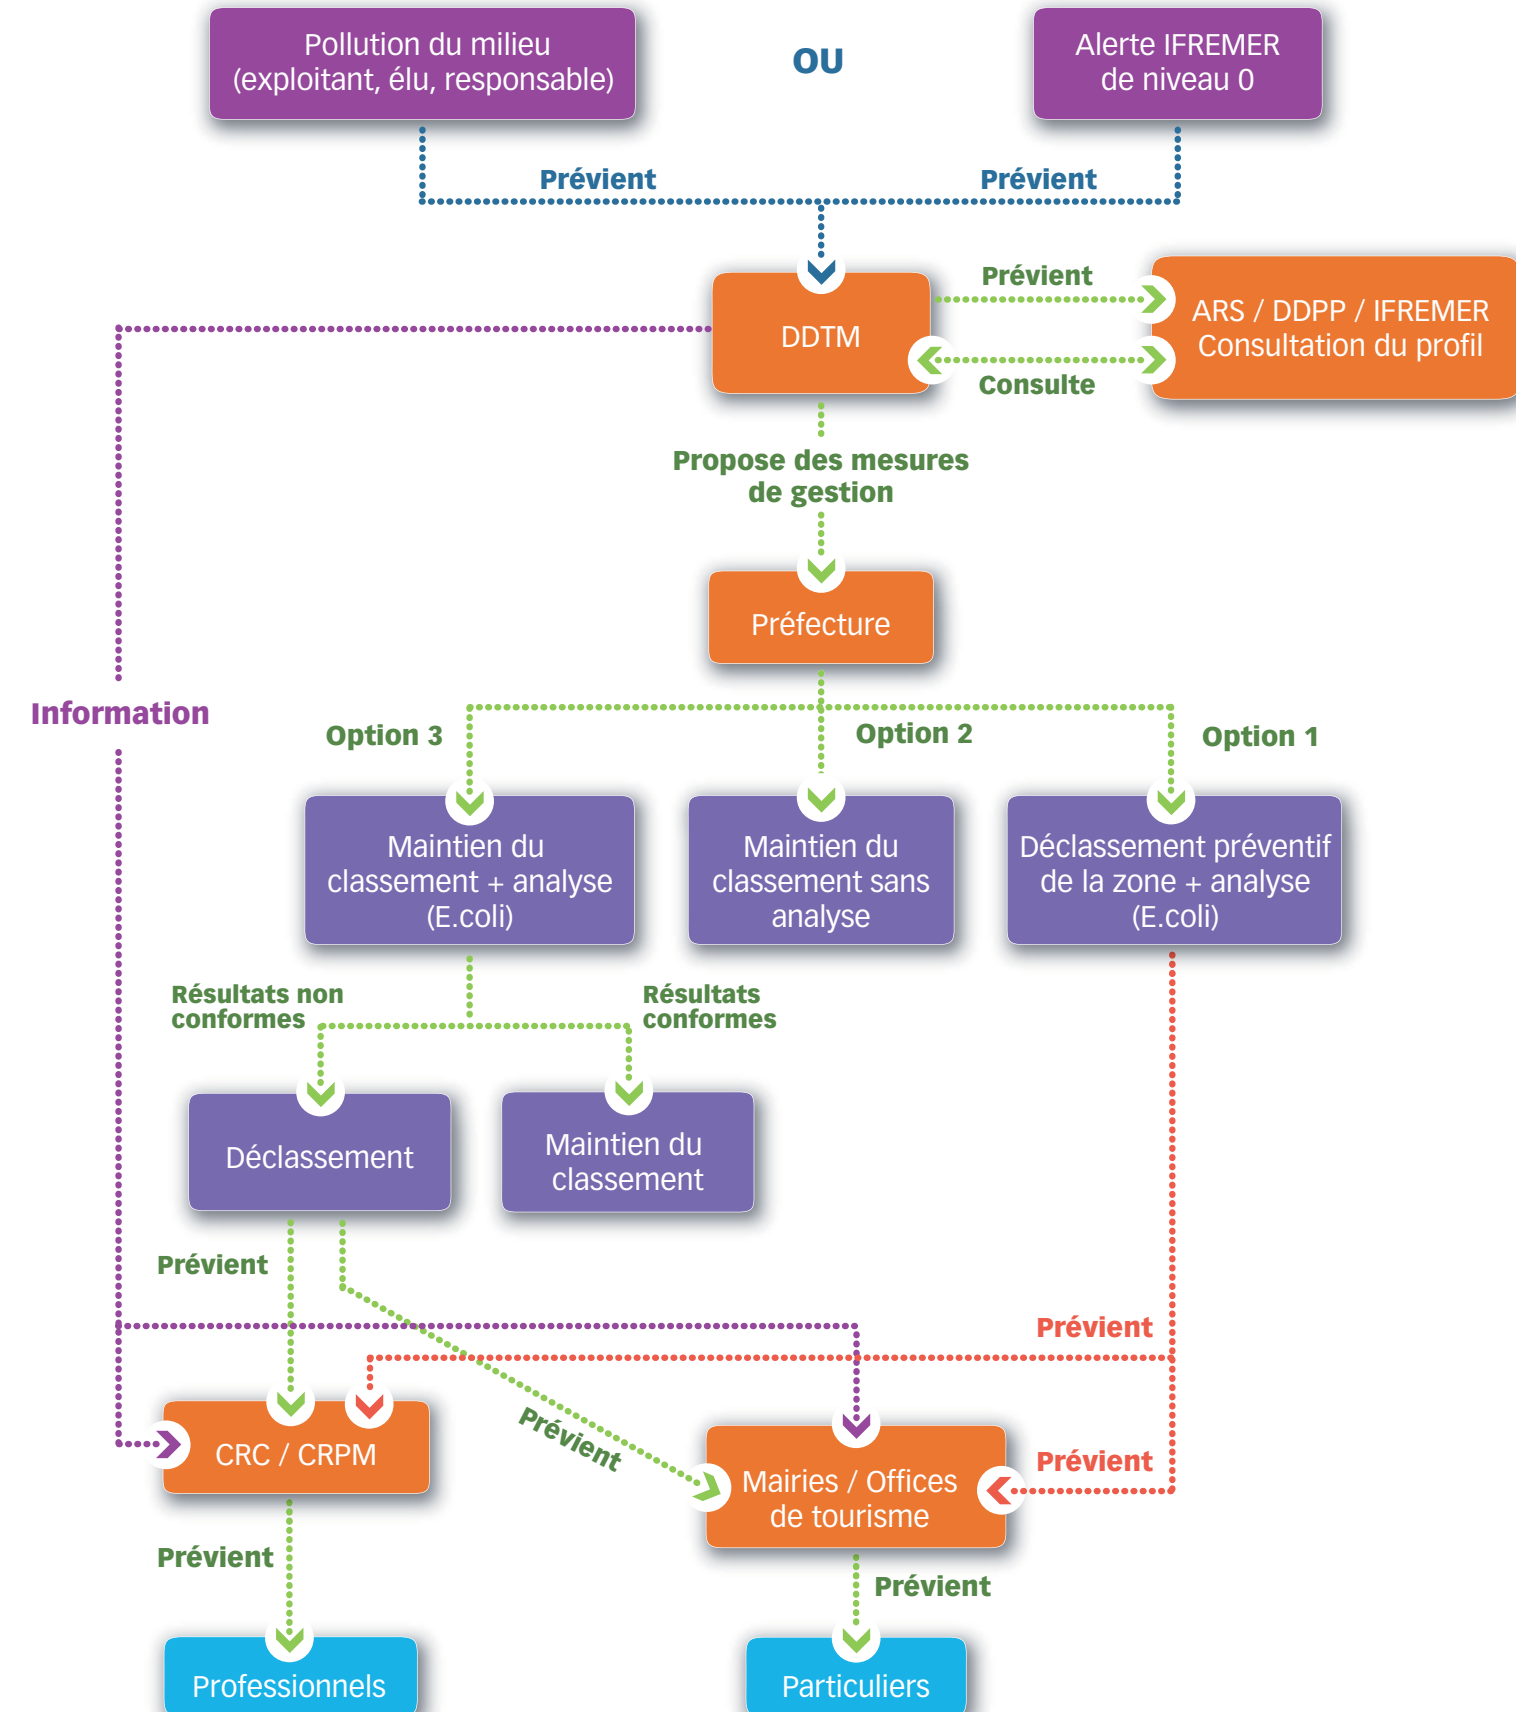 Pollution du milieu
(exploitant, élu, responsable)
OU
Alerte IFREMER
de niveau 0
Prévient
Prévient
DDTM
Prévient
ARS / DDPP / IFREMER
Consultation du profil
Consulte
Propose des mesures
de gestion
Préfecture
Information
Option 3
Option 2
Option 1
Maintien du
classement + analyse
(E.coli)
Maintien du
classement sans
analyse
Déclassement préventif
de la zone + analyse
(E.coli)
Résultats non
conformes
Résultats
conformes
Déclassement
Maintien du
classement
Prévient
Prévient
Prévient
CRC / CRPM
Mairies / Offices
de tourisme
Prévient
Prévient
Prévient
Professionnels
Particuliers